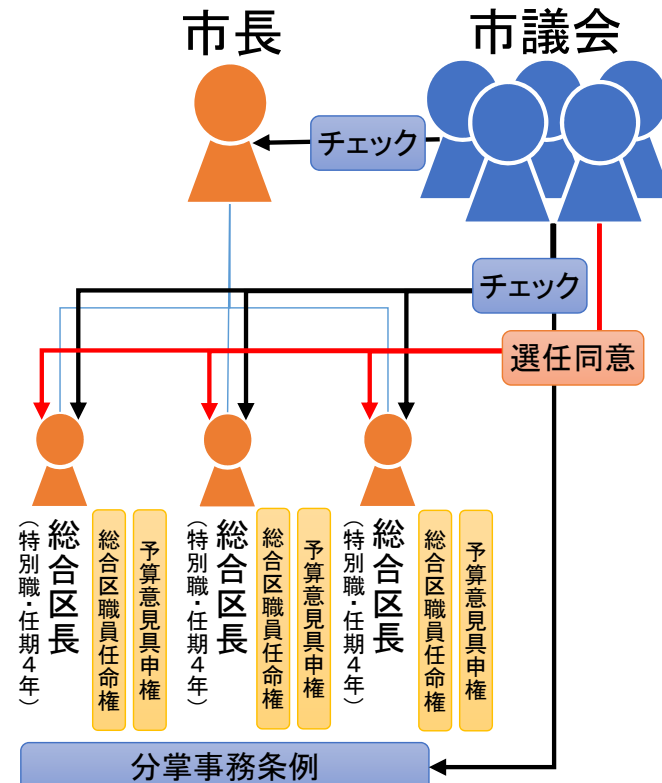 市長
市議会
チェック
チェック
選任同意
総合区長
（特別職・任期４年）
総合区職員任命権
予算意見具申権
総合区長
（特別職・任期４年）
総合区職員任命権
予算意見具申権
総合区長
（特別職・任期４年）
総合区職員任命権
予算意見具申権
分掌事務条例